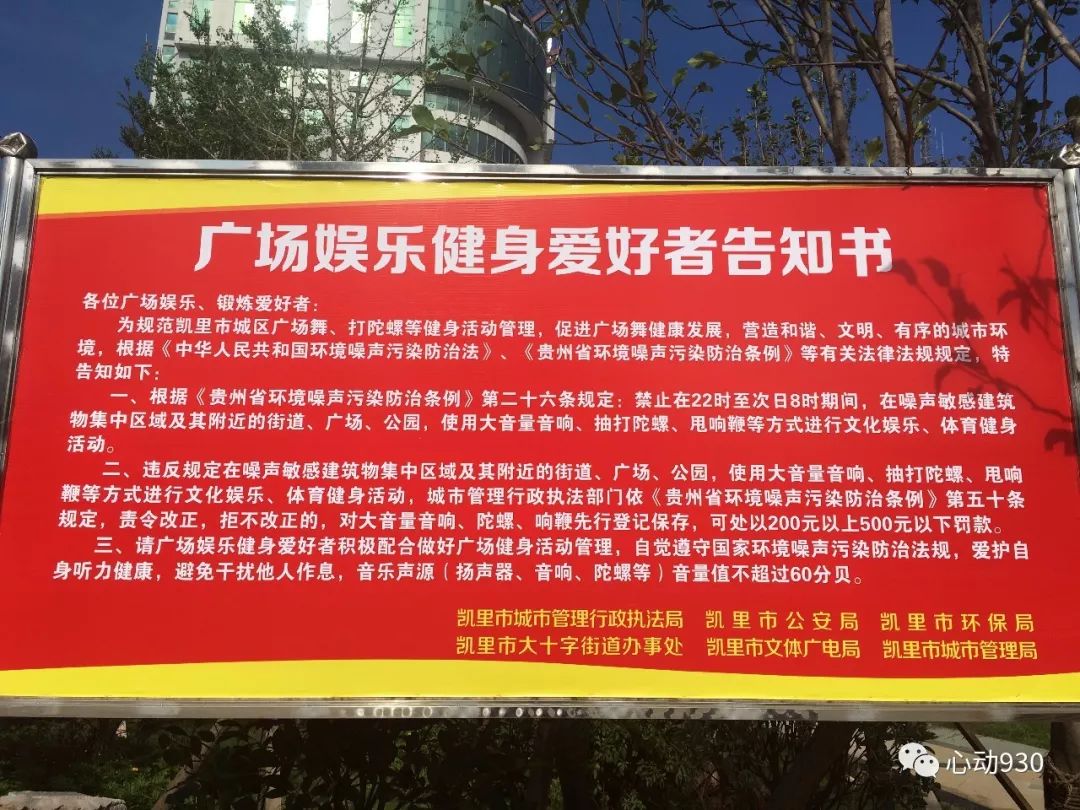 广场娱乐健身爱好者告知书
各位广场娱乐、锻炼爱好者：
为规范凯里市城区广场舞、打陀螺等健身活动管理，促进广场舞健康发展，营造和谐、文明、有序的城市环
境，根据《中华人民共和国环境噪声污染防治法》、《贵州省环境噪声污染防治条例》等有关法律法规规定，特
告知如下：
一、根据《贵州省环境噪声污染防治条例》第二十六条规定：禁止在22时至次日8时期间，在噪声敏感建筑
物集中区域及其附近的街道、广场、公园，使用大音量音响、抽打陀螺、甩响鞭等方式进行文化娱乐、体育健身
活动。
二、违反规定在噪声敏感建筑物集中区域及其附近的街道、广场、公园，使用大音量音响、抽打陀螺、甩响
鞭等方式进行文化娱乐、体育健身活动，城市管理行政执法部门依《贵州省环境噪声污染防治条例》第五十条
规定，责令改正，拒不改正的，对大音量音响、陀螺、响鞭先行登记保存，可处以200元以上500元以下罚款。
三、请广场娱乐健身爱好者积极配合做好广场健身活动管理，自觉遵守国家环境噪声污染防治法规，爱护自
身听力健康，避免干扰他人作息，音乐声源（扬声器、音响、陀螺等）音量值不超过60分贝。
凯里市城市管理行政执法局 凯里市公安局 凯里市环保局
凯里市大十字街道办事处 凯里市文体广电局 凯里市城市管理局
心动930